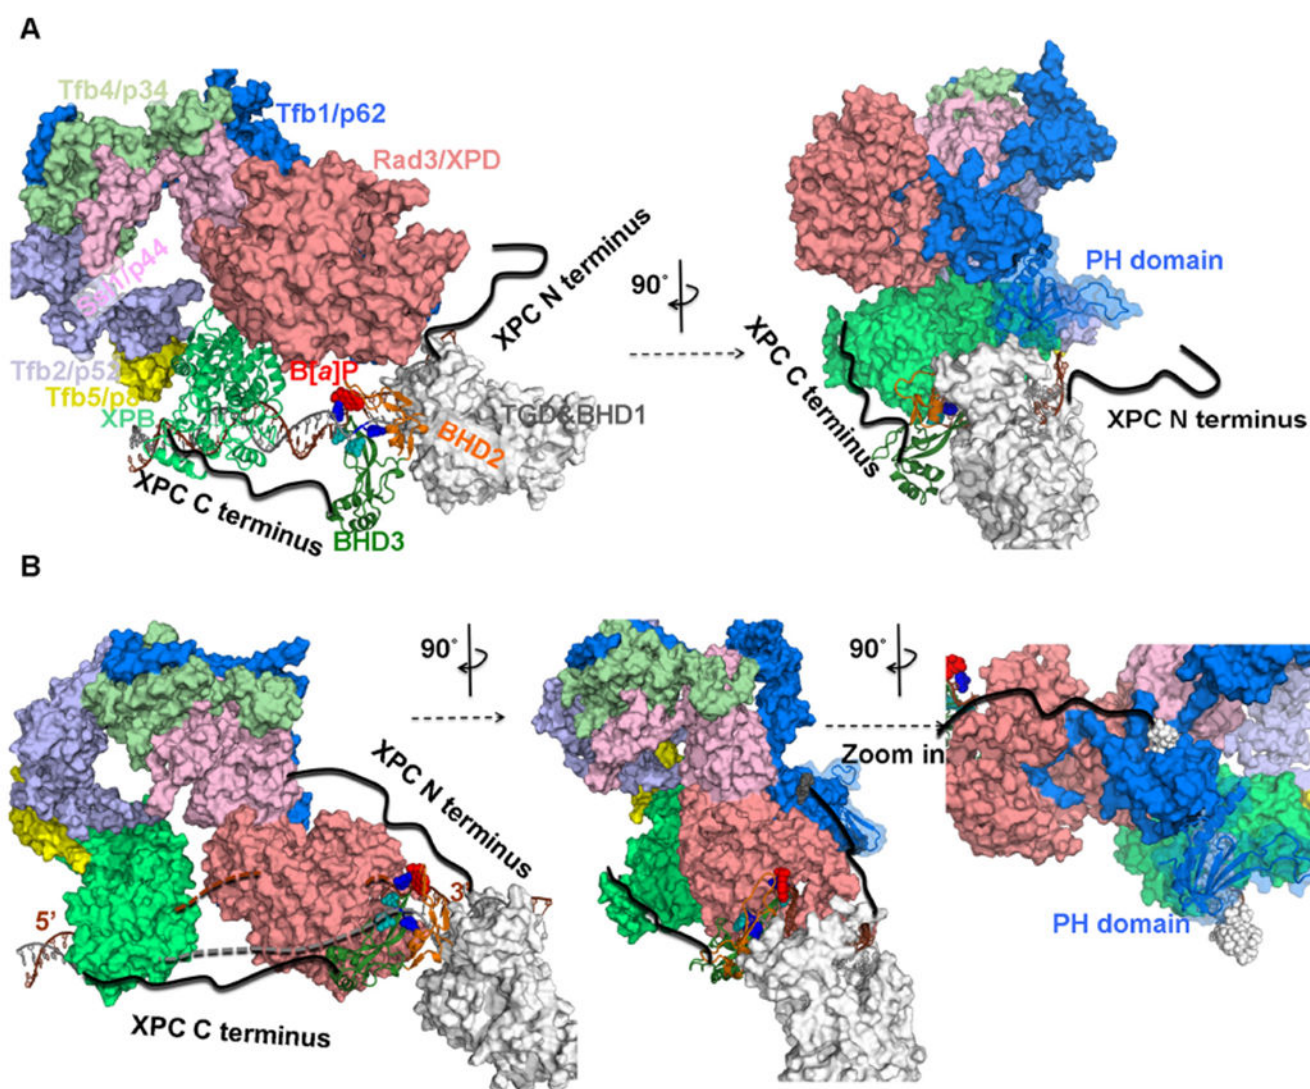 A
Tfb4/p34
Tfb1/p62
Rad3/XPD
Ssl1/p44
XPC N terminus
90°
PH domain
Tfb2/p52
Tfb5/p8
XPB
B[a]P
TGD&BHD1
BHD2
XPC C terminus
BHD3
XPC C terminus
XPC N terminus
B
90°
90°
Zoom in
XPC N terminus
5'
3'
XPC C terminus
PH domain